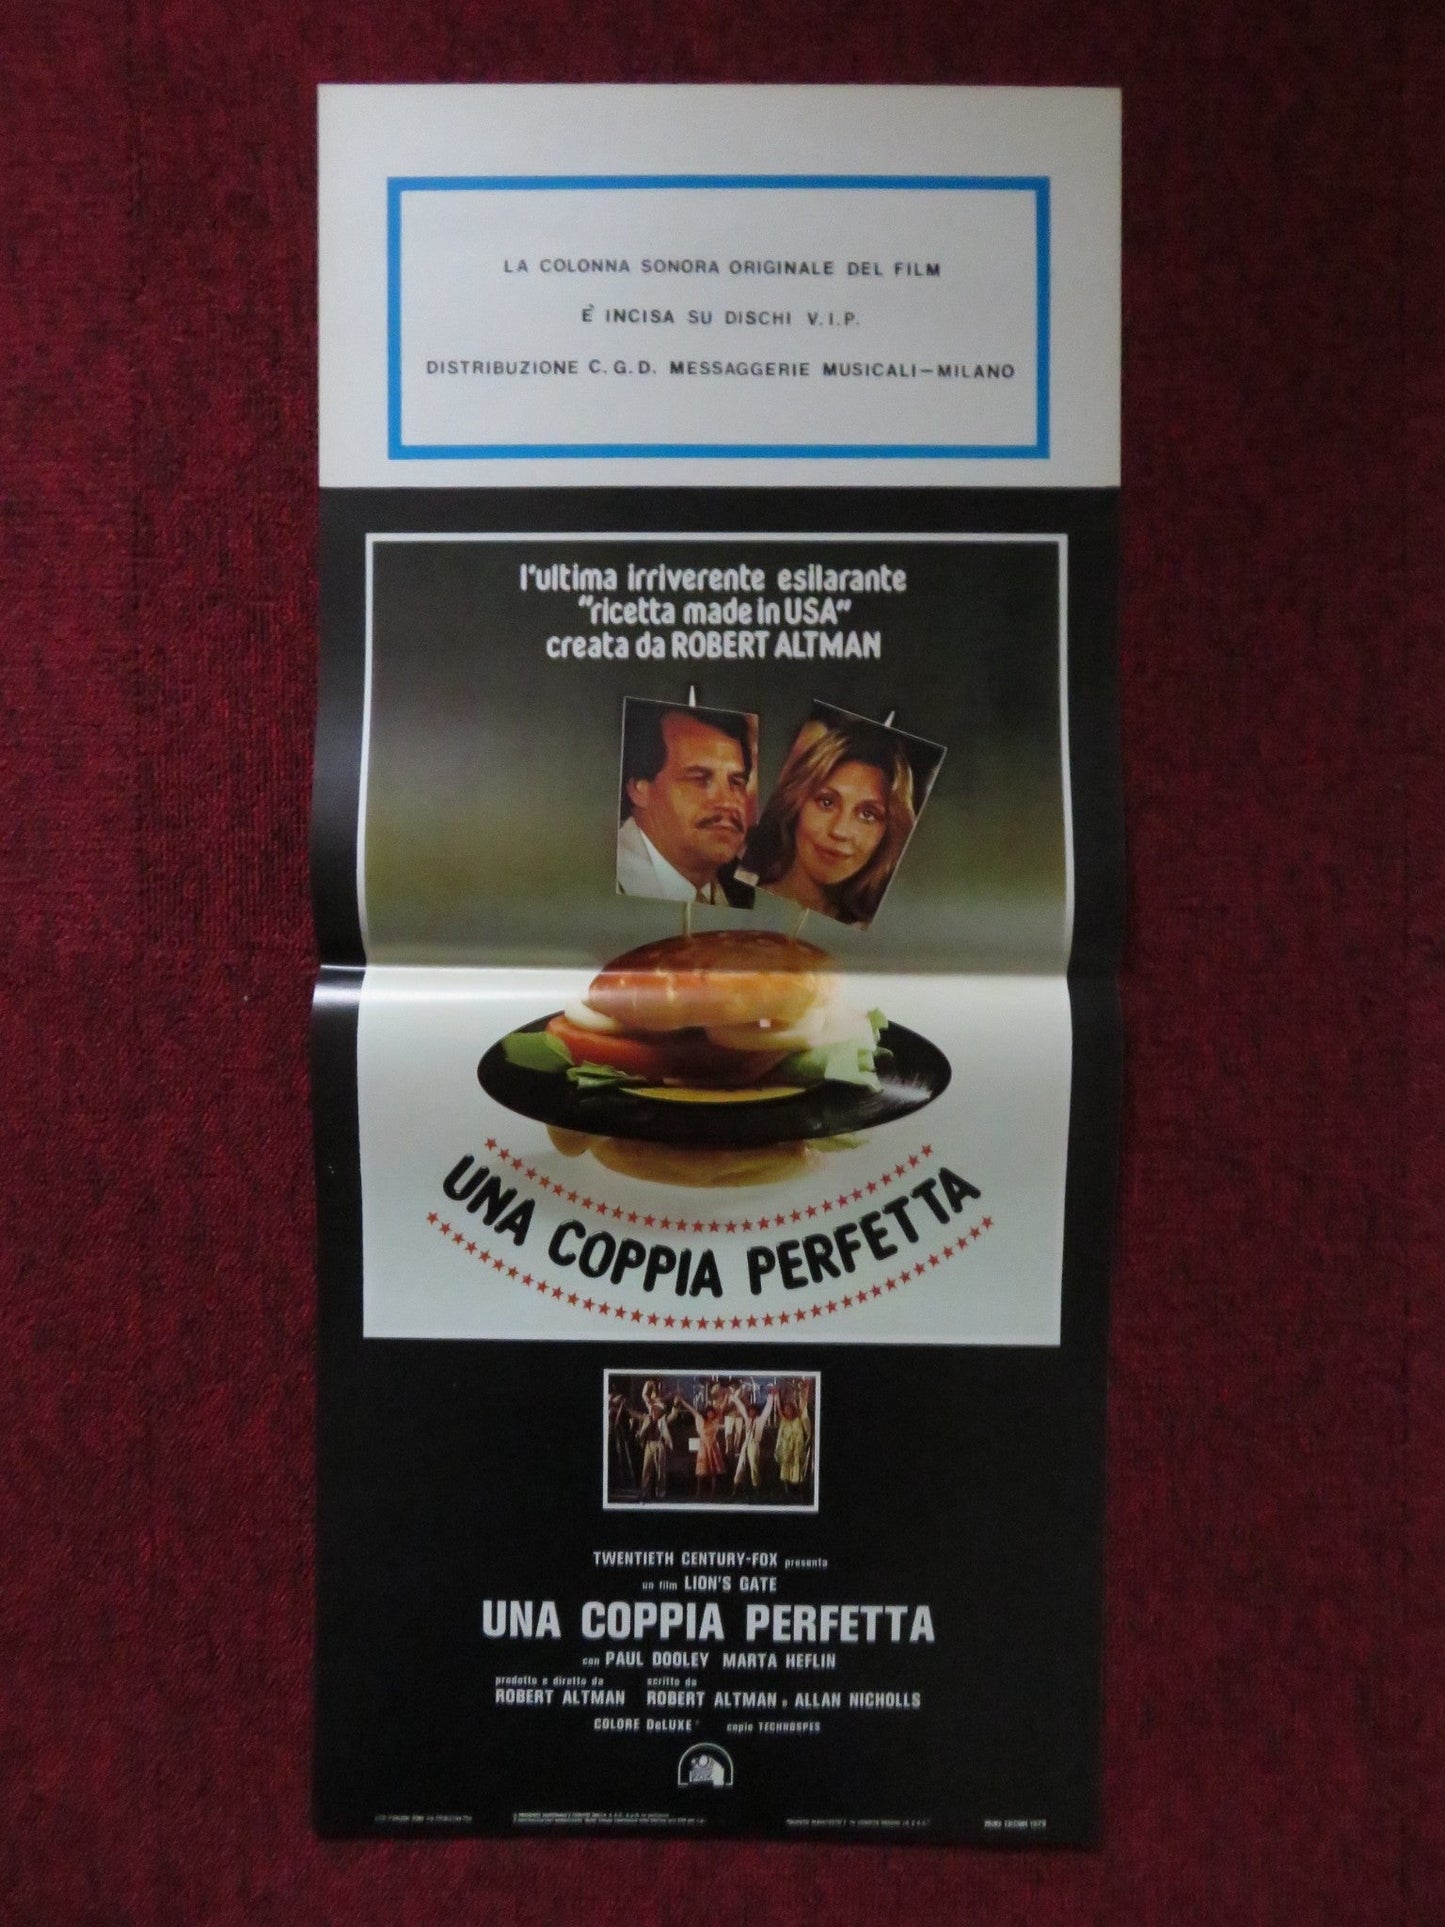 LA COLONNA SONORA ORIGINALE DEL FILM
È INCISA SU DISCHI V.I.P.
DISTRIBUZIONE C.G.D. MESSAGGERIE MUSICALI–MILANO
l'ultima irriverente esilarante
"ricetta made in USA"
creata da ROBERT ALTMAN
UNA COPPIA PERFETTA
TWENTIETH CENTURY-FOX presenta
un film LION'S GATE
UNA COPPIA PERFETTA
con PAUL DOOLEY MARTA HEFLIN
prodotto e diretto da scritto da
ROBERT ALTMAN ROBERT ALTMAN e ALLAN NICHOLLS
COLORE DeLUXE® copie TECHNOSPES